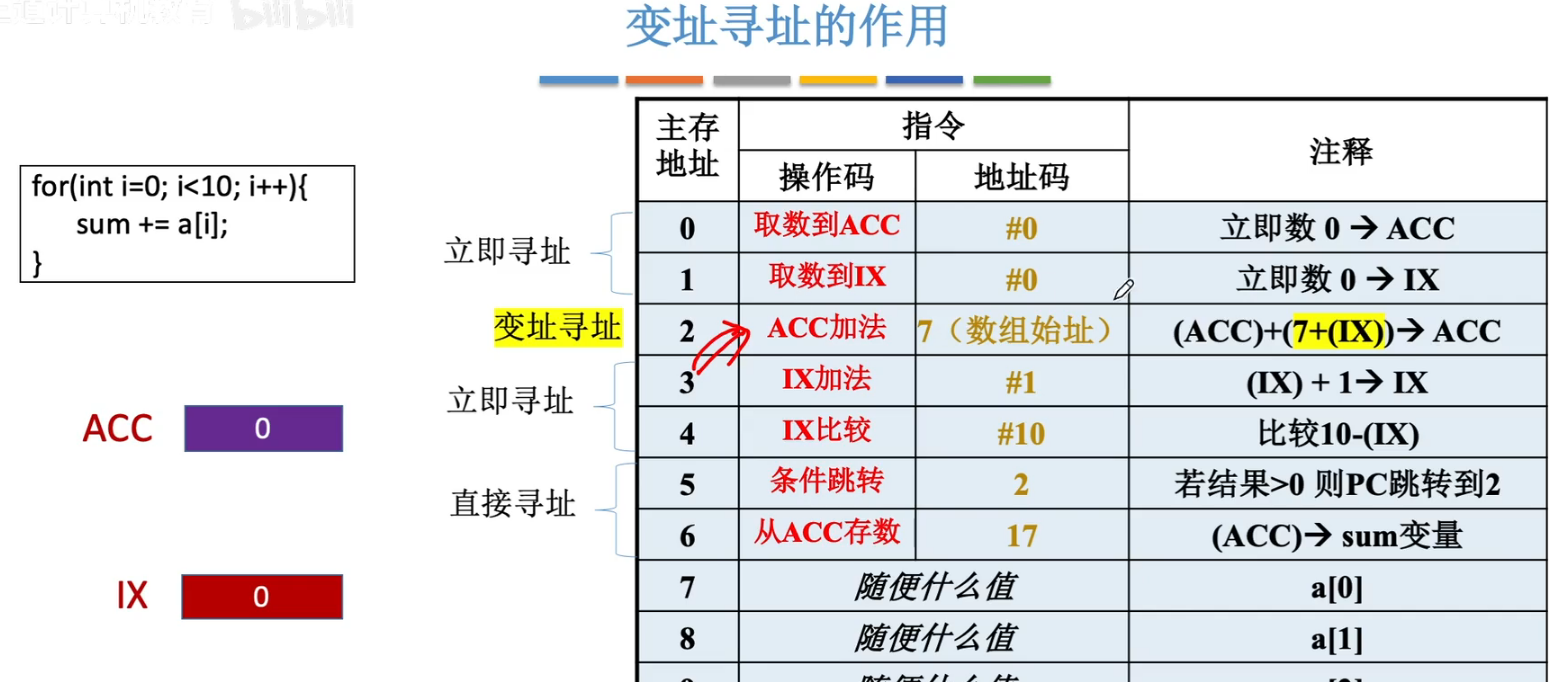 bilibili
变址寻址的作用
for(int i=0; i<10; i++){
sum += a[i];
}
主存地址 指令 注释
操作码 地址码
立即寻址
0 取数到ACC #0 立即数 0 → ACC
1 取数到IX #0 立即数 0 → IX
变址寻址
2 ACC加法 7（数组始址） (ACC)+(7+(IX))→ ACC
立即寻址
3 IX加法 #1 (IX) + 1→ IX
4 IX比较 #10 比较10-(IX)
直接寻址
5 条件跳转 2 若结果>0 则PC跳转到2
6 从ACC存数 17 (ACC)→ sum变量
7 随便什么值 a[0]
8 随便什么值 a[1]
ACC 0
IX 0